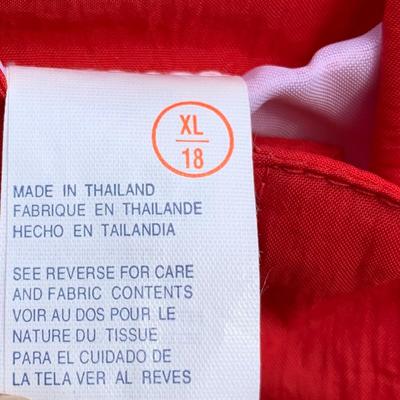 XL
18
MADE IN THAILAND
FABRIQUE EN THAILANDE
HECHO EN TAILANDIA
SEE REVERSE FOR CARE
AND FABRIC CONTENTS
VOIR AU DOS POUR LE
NATURE DU TISSUE
PARA EL CUIDADO DE
LA TELA VER AL REVES